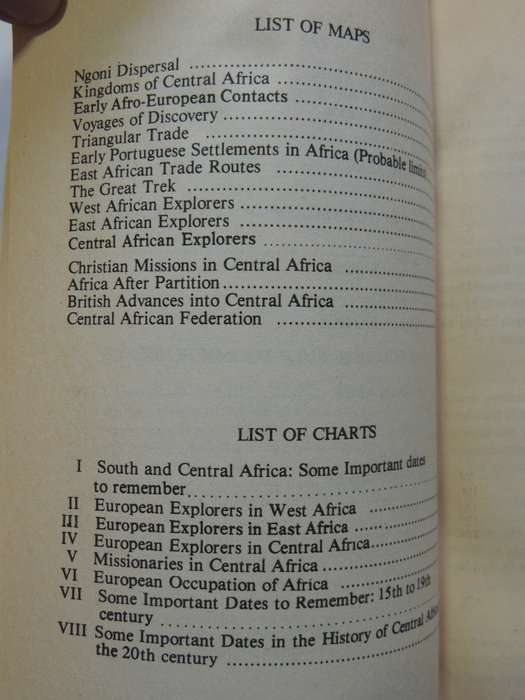 LIST OF MAPS
Ngoni Dispersal ........................
Kingdoms of Central Africa ........................
Early Afro-European Contacts ........................
Voyages of Discovery ........................
Triangular Trade ........................
Early Portuguese Settlements in Africa (Probable limits)
East African Trade Routes ........................
The Great Trek ........................
West African Explorers ........................
East African Explorers ........................
Central African Explorers ........................
Christian Missions in Central Africa ........................
Africa After Partition ........................
British Advances into Central Africa ........................
Central African Federation ........................
LIST OF CHARTS
I South and Central Africa: Some Important dates
to remember ........................
II European Explorers in West Africa ........................
III European Explorers in East Africa ........................
IV European Explorers in Central Africa ........................
V Missionaries in Central Africa ........................
VI European Occupation of Africa ........................
VII Some Important Dates to Remember: 15th to 19th
century ........................
VIII Some Important Dates in the History of Central
the 20th century ........................